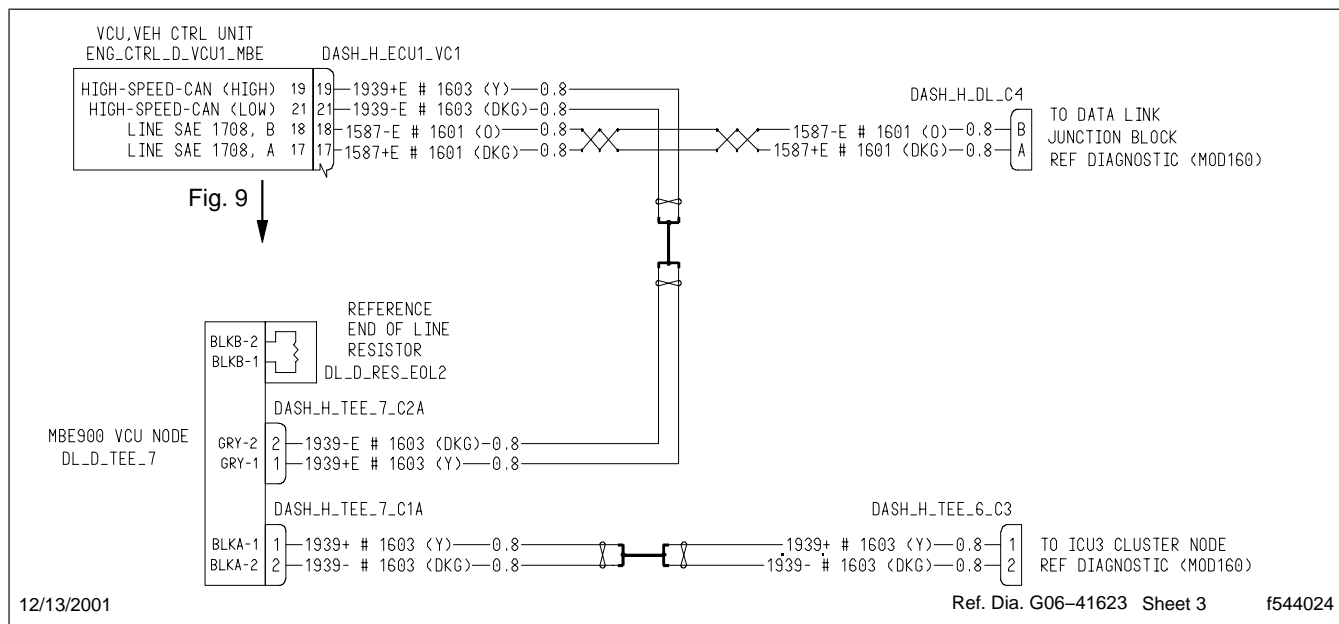 VCU,VEH CTRL UNIT
ENG_CTRL_D_VCU1_MBE DASH_H_ECU1_VC1
HIGH-SPEED-CAN (HIGH) 19 19 1939+E # 1603 (Y) 0.8
HIGH-SPEED-CAN (LOW) 21 21 1939-E # 1603 (DKG) 0.8
LINE SAE 1708, B 18 18 1587-E # 1601 (O) 0.8
LINE SAE 1708, A 17 17 1587+E # 1601 (DKG) 0.8
DASH_H_DL_C4
1587-E # 1601 (O) 0.8 B
1587+E # 1601 (DKG) 0.8 A
TO DATA LINK
JUNCTION BLOCK
REF DIAGNOSTIC (MOD160)
Fig. 9
REFERENCE
END OF LINE
RESISTOR
DL_D_RES_EOL2
BLKB-2
BLKB-1
DASH_H_TEE_7_C2A
MBE900 VCU NODE
DL_D_TEE_7
GRY-2 2 1939-E # 1603 (DKG) 0.8
GRY-1 1 1939+E # 1603 (Y) 0.8
DASH_H_TEE_7_C1A
BLKA-1 1 1939+ # 1603 (Y) 0.8
BLKA-2 2 1939- # 1603 (DKG) 0.8
DASH_H_TEE_6_C3
1939+ # 1603 (Y) 0.8 1
1939- # 1603 (DKG) 0.8 2
TO ICU3 CLUSTER NODE
REF DIAGNOSTIC (MOD160)
12/13/2001 Ref. Dia. G06–41623 Sheet 3 f544024